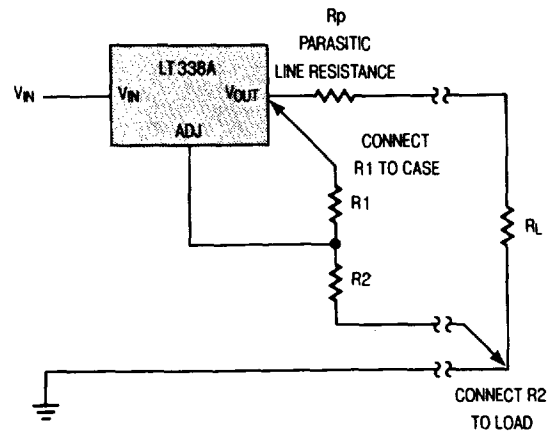 Rp
PARASITIC
LINE RESISTANCE
LT338A
VIN
VIN
VOUT
ADJ
CONNECT
R1 TO CASE
R1
RL
R2
CONNECT R2
TO LOAD